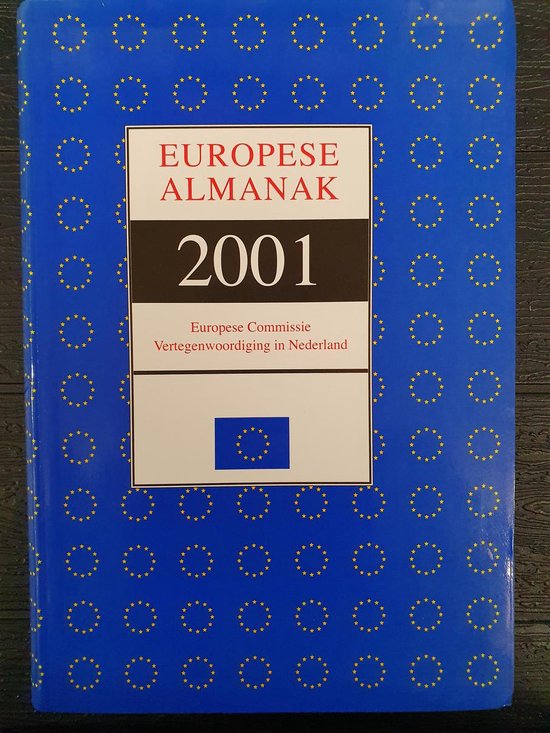 EUROPESE
ALMANAK
2001
Europese Commissie
Vertegenwoordiging in Nederland